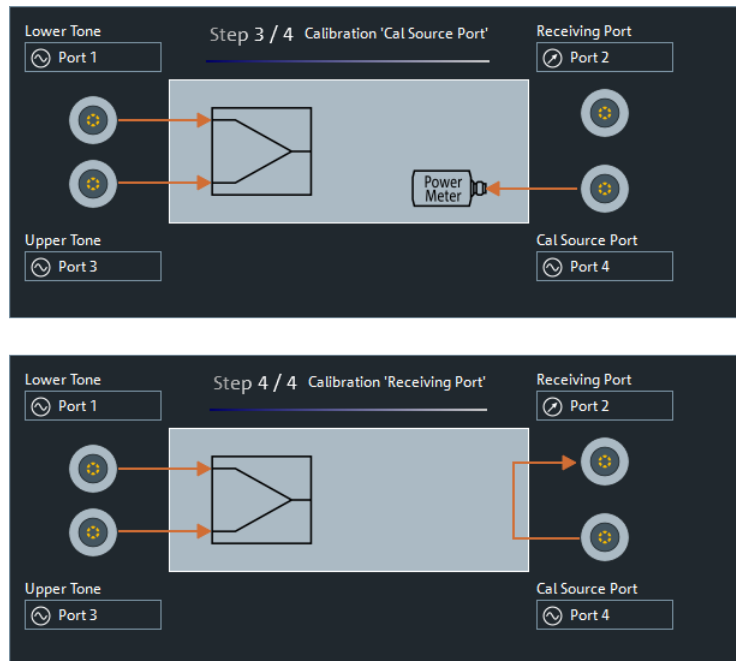 Lower Tone
Step 3 / 4 Calibration 'Cal Source Port'
Receiving Port
Port 1
Port 2
Power
Meter
Upper Tone
Cal Source Port
Port 3
Port 4
Lower Tone
Step 4 / 4 Calibration 'Receiving Port'
Receiving Port
Port 1
Port 2
Upper Tone
Cal Source Port
Port 3
Port 4